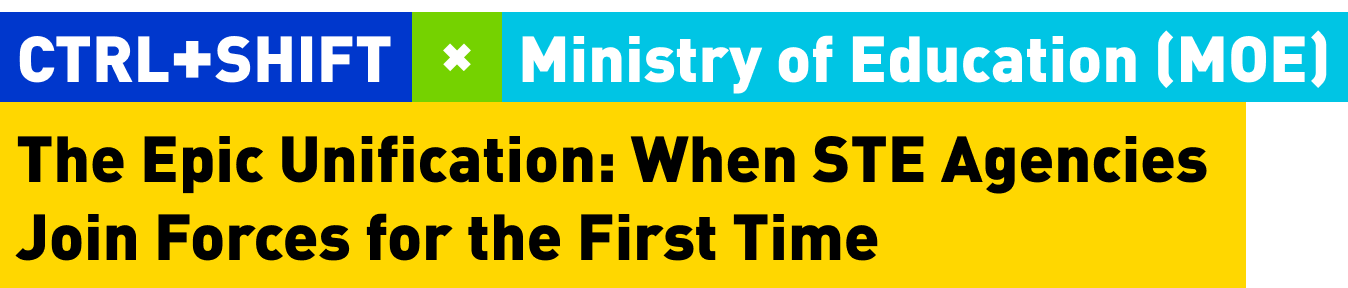 CTRL+SHIFT × Ministry of Education (MOE)
The Epic Unification: When STE Agencies
Join Forces for the First Time